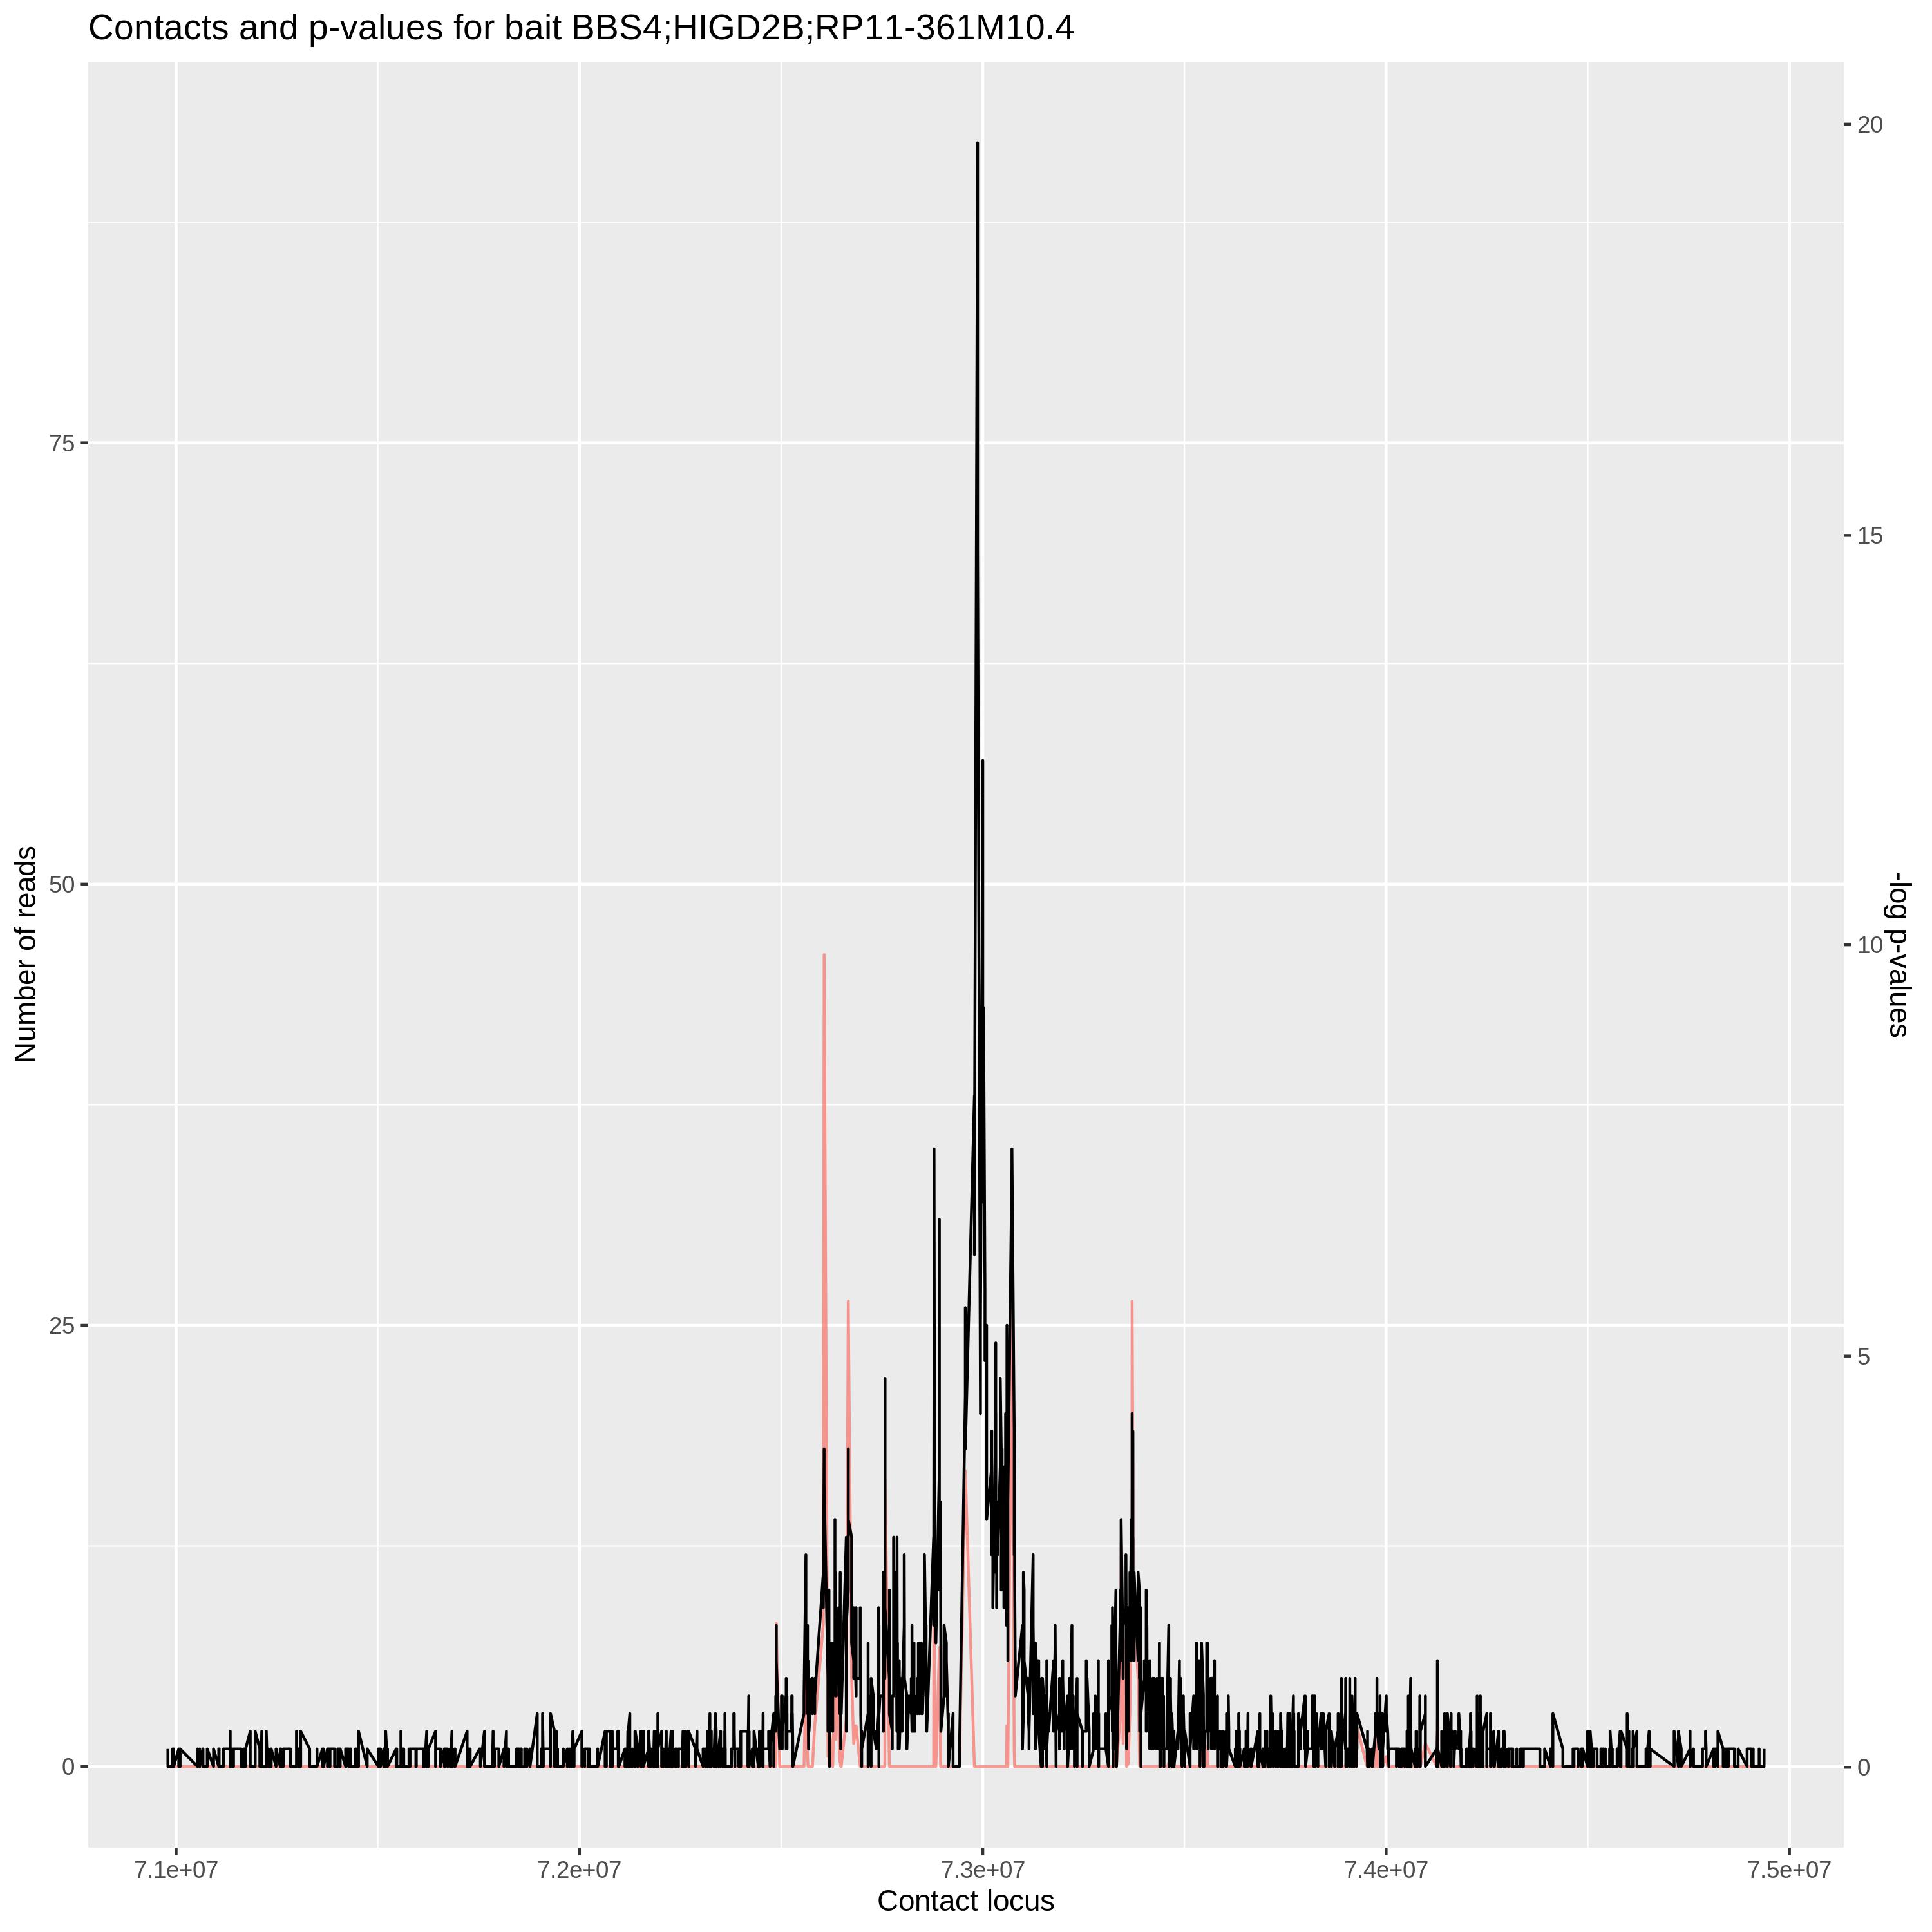 Contacts and p-values for bait BBS4;HIGD2B;RP11-361M10.4
Number of reads
75
50
25
0
20
15
10
5
0
-log p-values
7.1e+07
7.2e+07
7.3e+07
7.4e+07
7.5e+07
Contact locus